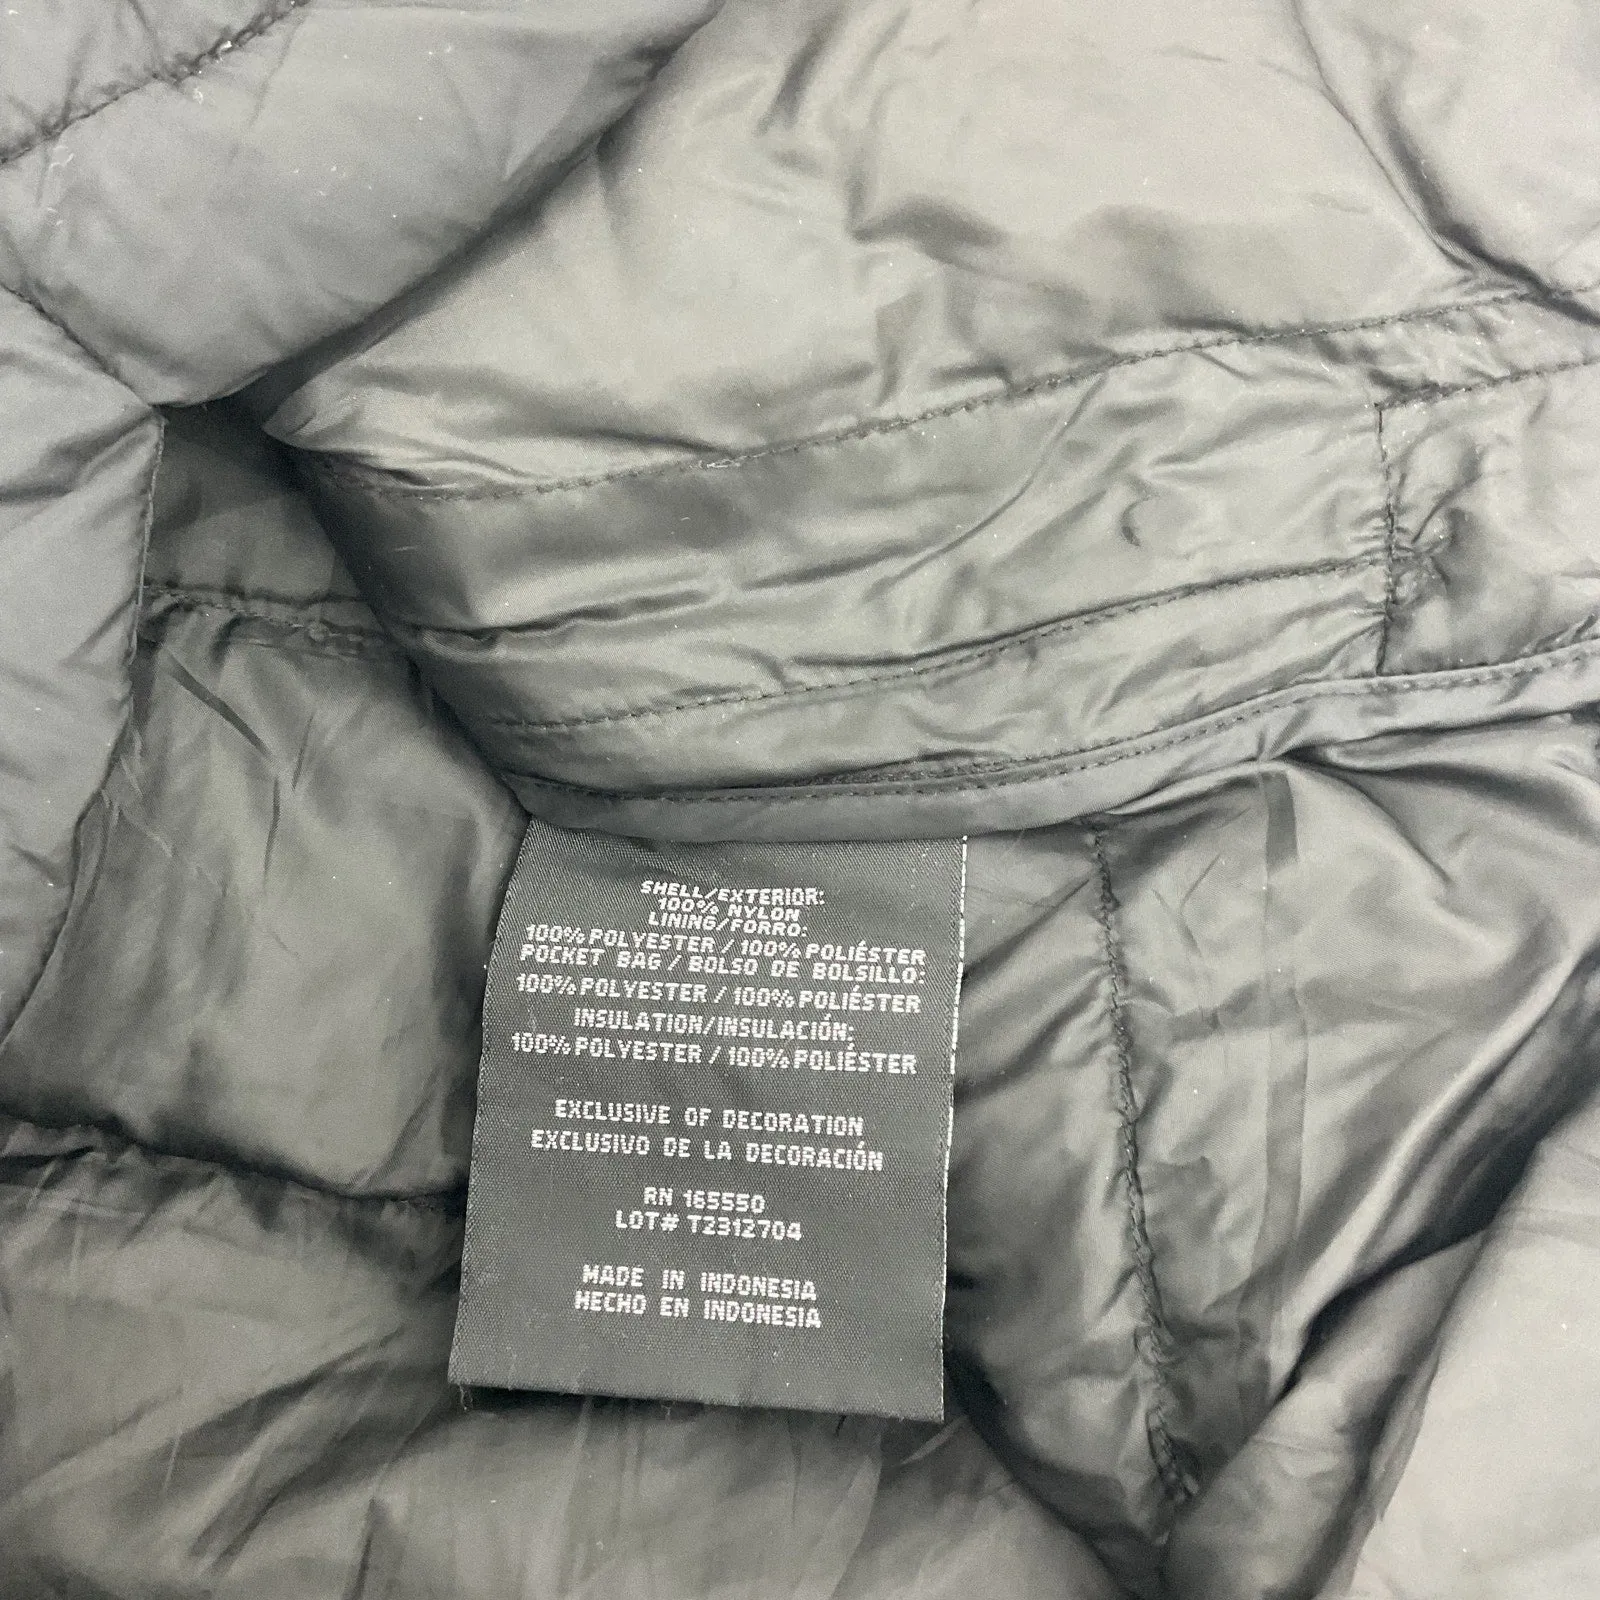 SHELL/EXTERIOR:
100% NYLON
LINING/FORRO:
100% POLYESTER / 100% POLIÉSTER
POCKET BAG / BOLSO DE BOLSILLO:
100% POLYESTER / 100% POLIÉSTER
INSULATION/INSULACIÓN:
100% POLYESTER / 100% POLIÉSTER
EXCLUSIVE OF DECORATION
EXCLUSIVO DE LA DECORACIÓN
RN 165550
LOT# T2312704
MADE IN INDONESIA
HECHO EN INDONESIA